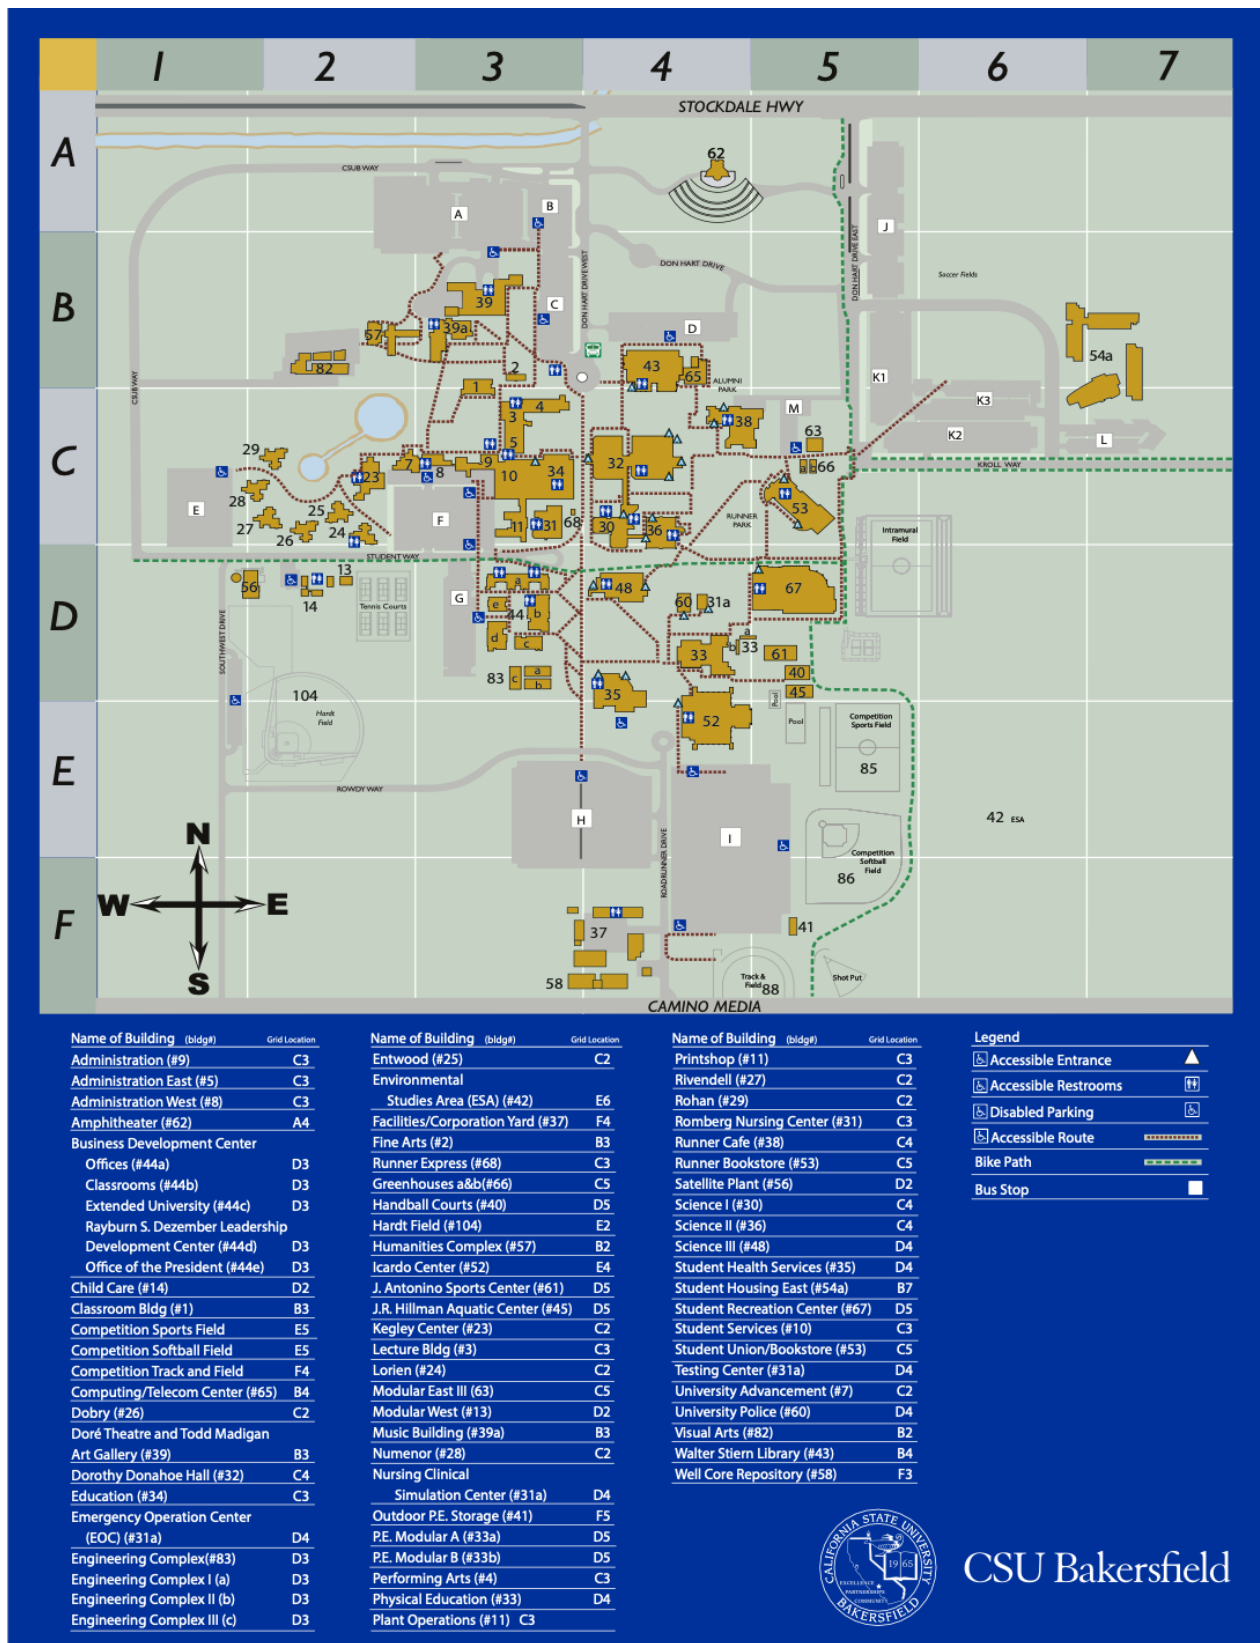 1 2 3 4 5 6 7
A
B
C
D
E
F
STOCKDALE HWY
62
CSUB WAY
A
B
J
DON HART DRIVE EAST
DON HART DRIVE WEST
DON HART DRIVE
Soccer Fields
39
C
39a
D
57
82
43
65
54a
2
1
ALUMNI
PARK
K1
K3
CSUB WAY
4
3
M
38
63
5
K2
L
29
7
8
9
10
34
32
a
66
KROLL WAY
23
28
E
F
25
27
26
24
11
31
68
30
36
RUNNER
PARK
53
Intramural
Field
STUDENT WAY
13
56
14
Tennis Courts
G
a
e
44
b
d
c
48
60
31a
67
SOUTHWEST DRIVE
a
b
33
33
61
83
c
a
b
40
45
35
104
Hardt
Field
52
Pool
Pool
Competition
Sports Field
85
ROWDY WAY
H
I
42 ESA
N
W E
S
ROADRUNNER DRIVE
Competition
Softball
Field
86
37
41
58
Track &
Field
88
Shot Put
CAMINO MEDIA
Name of Building (bldg#) Grid Location
Administration (#9) C3
Administration East (#5) C3
Administration West (#8) C3
Amphitheater (#62) A4
Business Development Center
Offices (#44a) D3
Classrooms (#44b) D3
Extended University (#44c) D3
Rayburn S. Dezember Leadership
Development Center (#44d) D3
Office of the President (#44e) D3
Child Care (#14) D2
Classroom Bldg (#1) B3
Competition Sports Field E5
Competition Softball Field E5
Competition Track and Field F4
Computing/Telecom Center (#65) B4
Dobry (#26) C2
Doré Theatre and Todd Madigan
Art Gallery (#39) B3
Dorothy Donahoe Hall (#32) C4
Education (#34) C3
Emergency Operation Center
(EOC) (#31a) D4
Engineering Complex(#83) D3
Engineering Complex I (a) D3
Engineering Complex II (b) D3
Engineering Complex III (c) D3
Name of Building (bldg#) Grid Location
Entwood (#25) C2
Environmental
Studies Area (ESA) (#42) E6
Facilities/Corporation Yard (#37) F4
Fine Arts (#2) B3
Runner Express (#68) C3
Greenhouses a&b(#66) C5
Handball Courts (#40) D5
Hardt Field (#104) E2
Humanities Complex (#57) B2
Icardo Center (#52) E4
J. Antonino Sports Center (#61) D5
J.R. Hillman Aquatic Center (#45) D5
Kegley Center (#23) C2
Lecture Bldg (#3) C3
Lorien (#24) C2
Modular East III (63) C5
Modular West (#13) D2
Music Building (#39a) B3
Numenor (#28) C2
Nursing Clinical
Simulation Center (#31a) D4
Outdoor P.E. Storage (#41) F5
P.E. Modular A (#33a) D5
P.E. Modular B (#33b) D5
Performing Arts (#4) C3
Physical Education (#33) D4
Plant Operations (#11) C3
Name of Building (bldg#) Grid Location
Printshop (#11) C3
Rivendell (#27) C2
Rohan (#29) C2
Romberg Nursing Center (#31) C3
Runner Cafe (#38) C4
Runner Bookstore (#53) C5
Satellite Plant (#56) D2
Science I (#30) C4
Science II (#36) C4
Science III (#48) D4
Student Health Services (#35) D4
Student Housing East (#54a) B7
Student Recreation Center (#67) D5
Student Services (#10) C3
Student Union/Bookstore (#53) C5
Testing Center (#31a) D4
University Advancement (#7) C2
University Police (#60) D4
Visual Arts (#82) B2
Walter Stiern Library (#43) B4
Well Core Repository (#58) F3
Legend
Accessible Entrance
Accessible Restrooms
Disabled Parking
Accessible Route
Bike Path
Bus Stop
CALIFORNIA STATE UNIVERSITY
1965
EXCELLENCE
PARTNERSHIPS
COMMUNITY
BAKERSFIELD
CSU Bakersfield